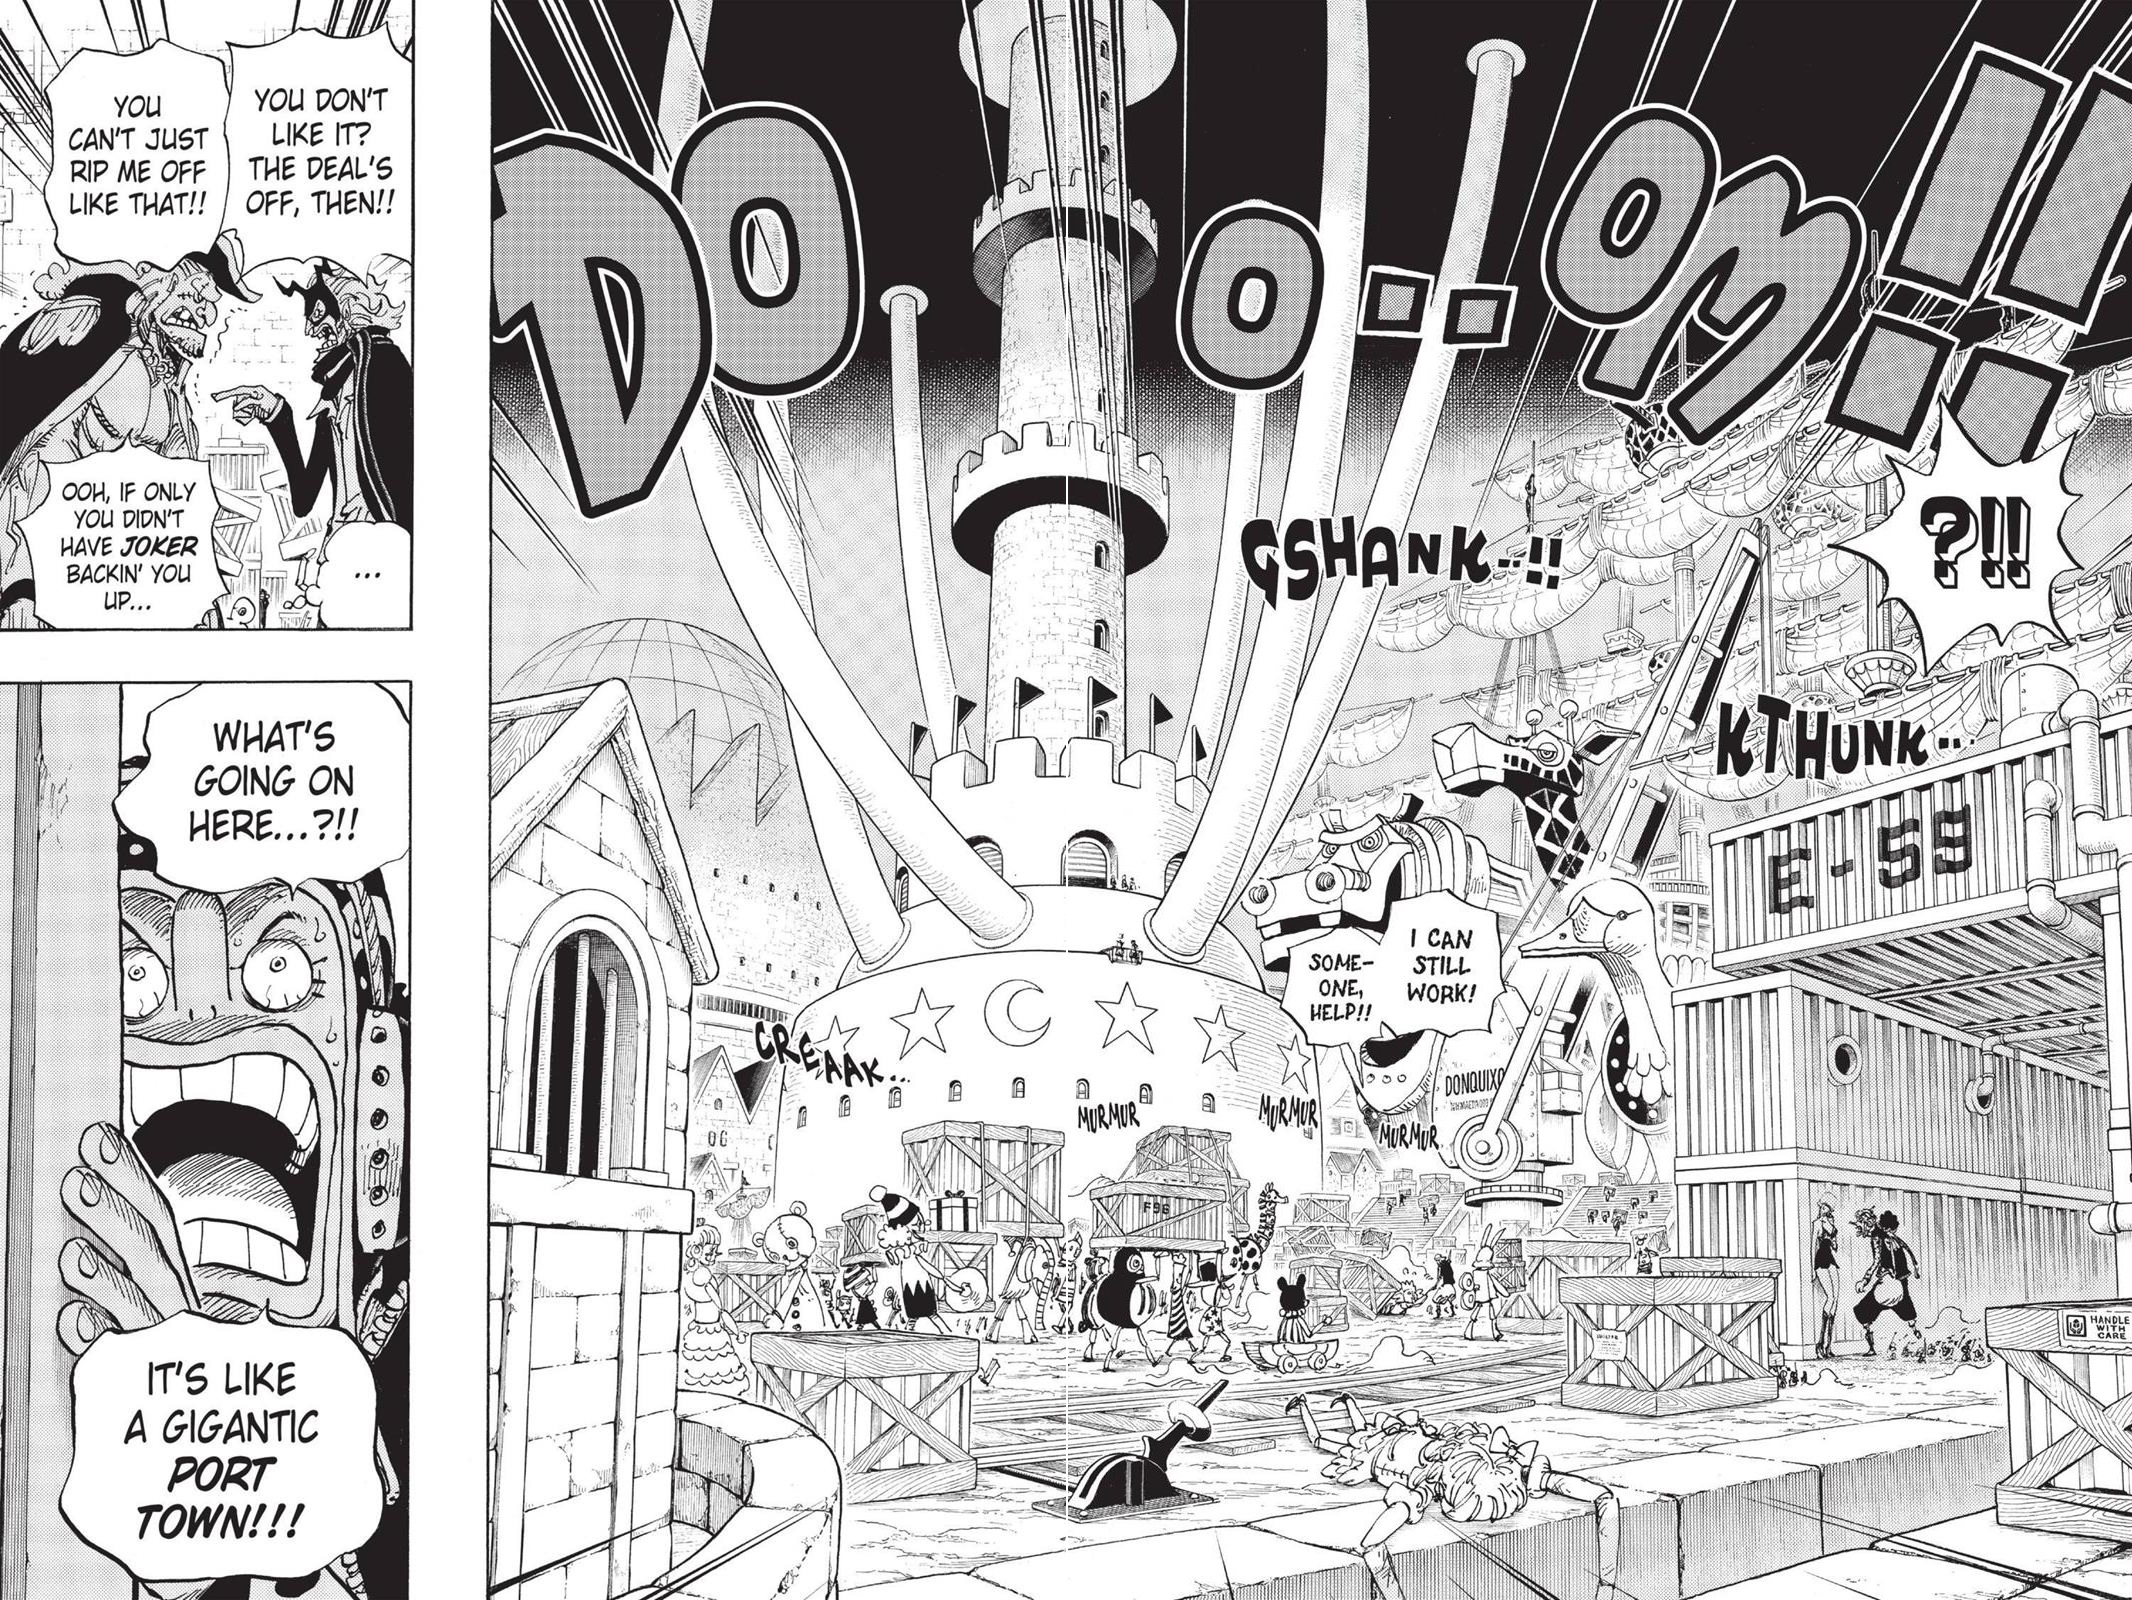 DO
O
OM!!
?!!
GSHANK..!!
KTHUNK...
E-59
I CAN
STILL
WORK!
SOME-
ONE,
HELP!!
CREAAK...
DONQUIXO
MURMUR
MURMUR
MURMUR
06
F56
HANDLE
WITH
CARE
YOU DON'T
LIKE IT?
THE DEAL'S
OFF, THEN!!
YOU
CAN'T JUST
RIP ME OFF
LIKE THAT!!
OOH, IF ONLY
YOU DIDN'T
HAVE JOKER
BACKIN' YOU
UP...
...
WHAT'S
GOING ON
HERE...?!!
IT'S LIKE
A GIGANTIC
PORT
TOWN!!!